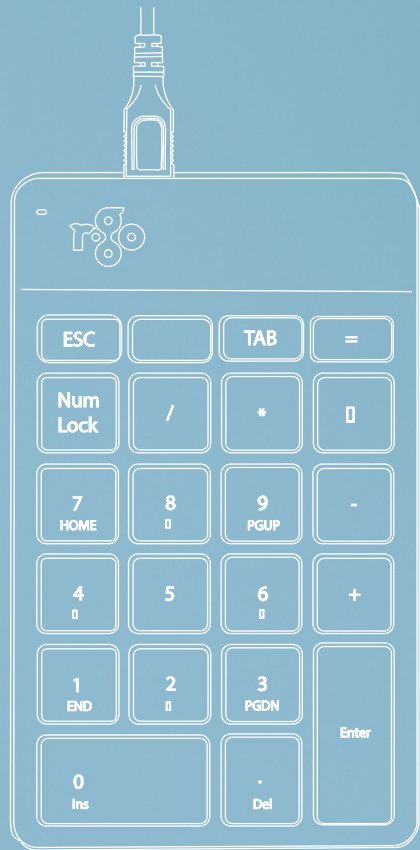 rgo
ESC TAB =
Num
Lock
/ *
7 8 9 -
HOME PGUP
4 5 6 +
1 2 3
END PGDN
Enter
0 .
Ins Del